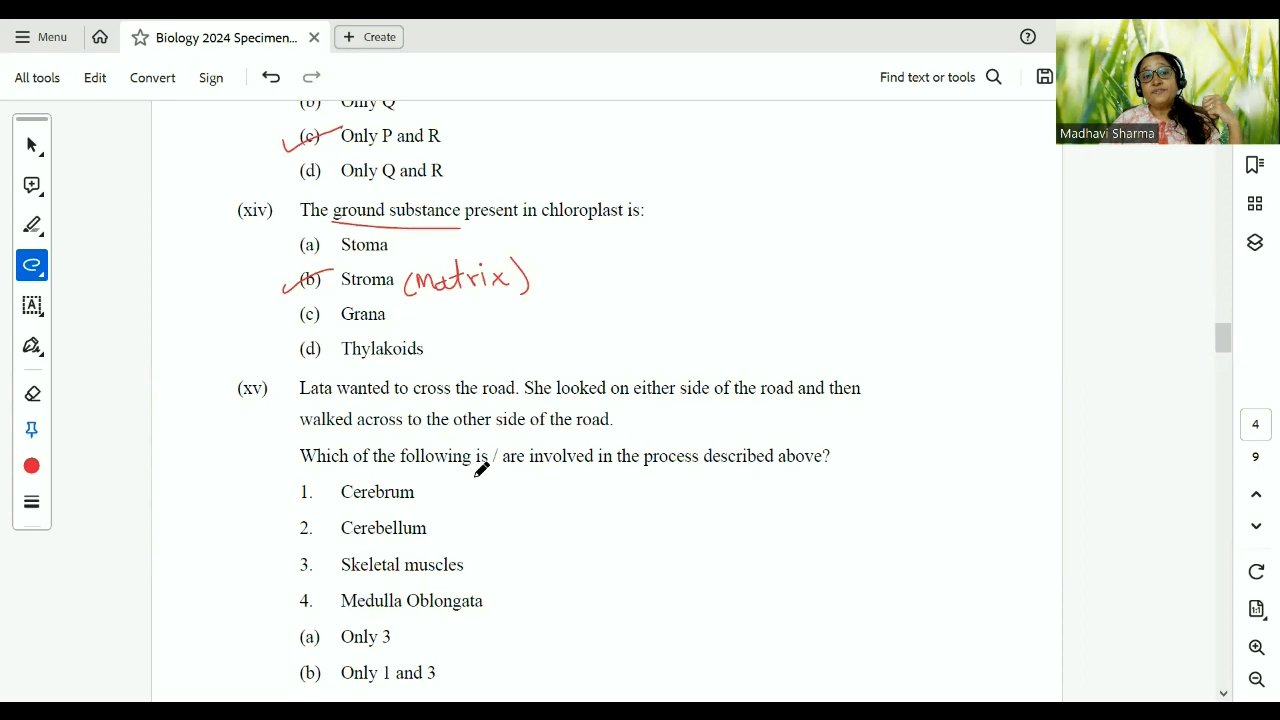 Menu
Biology 2024 Specimen...
Create
All tools
Edit
Convert
Sign
Find text or tools
Madhavi Sharma
(b) Only Q
(c) Only P and R
(d) Only Q and R
(xiv) The ground substance present in chloroplast is:
(a) Stoma
(b) Stroma (Matrix)
(c) Grana
(d) Thylakoids
(xv) Lata wanted to cross the road. She looked on either side of the road and then
walked across to the other side of the road.
Which of the following is / are involved in the process described above?
1. Cerebrum
2. Cerebellum
3. Skeletal muscles
4. Medulla Oblongata
(a) Only 3
(b) Only 1 and 3
4
9